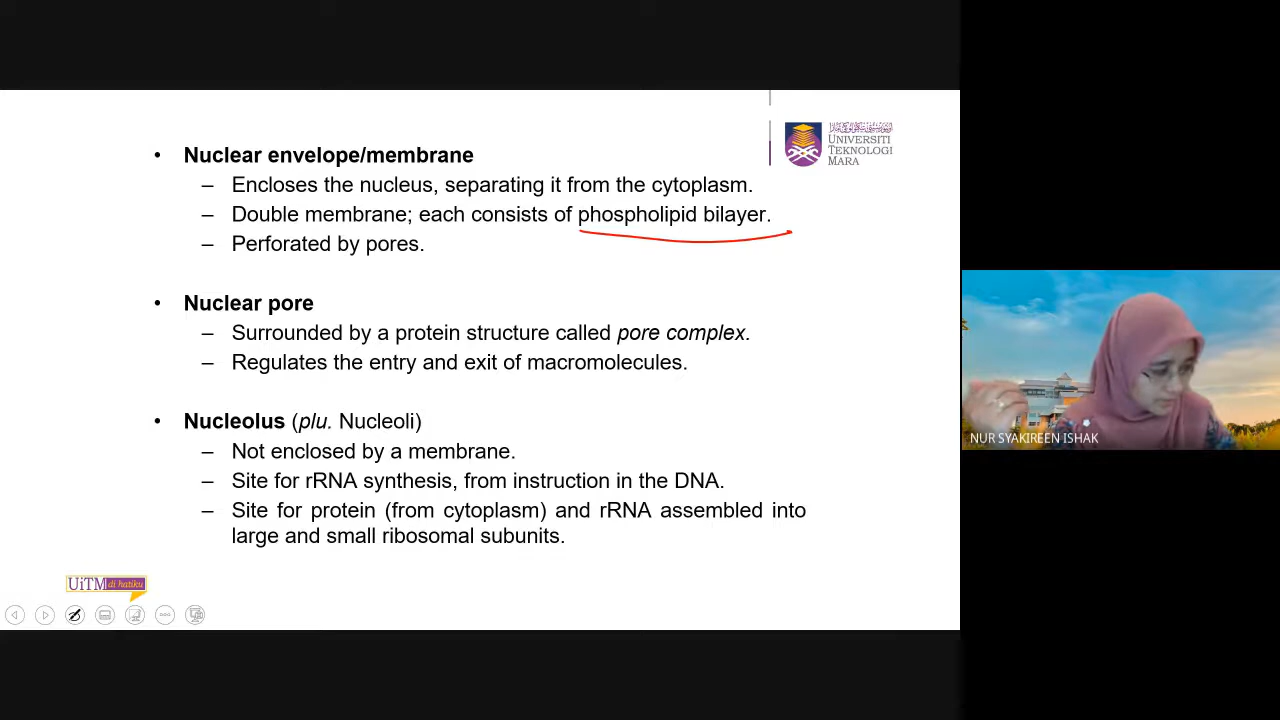 • Nuclear envelope/membrane
– Encloses the nucleus, separating it from the cytoplasm.
– Double membrane; each consists of phospholipid bilayer.
– Perforated by pores.
• Nuclear pore
– Surrounded by a protein structure called pore complex.
– Regulates the entry and exit of macromolecules.
• Nucleolus (plu. Nucleoli)
– Not enclosed by a membrane.
– Site for rRNA synthesis, from instruction in the DNA.
– Site for protein (from cytoplasm) and rRNA assembled into
large and small ribosomal subunits.
UNIVERSITI
TEKNOLOGI
MARA
UiTM di hatiku
NUR SYAKIREEN ISHAK